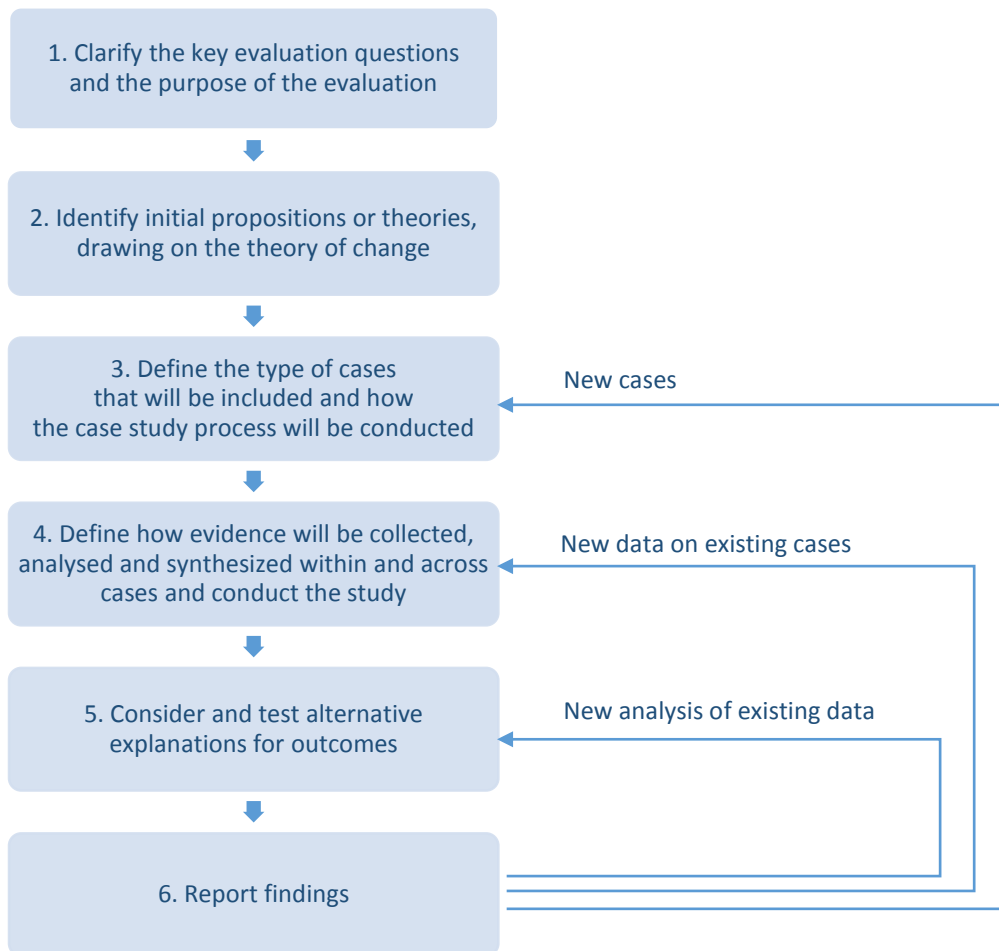 1. Clarify the key evaluation questions
and the purpose of the evaluation
2. Identify initial propositions or theories,
drawing on the theory of change
3. Define the type of cases
that will be included and how
the case study process will be conducted
New cases
4. Define how evidence will be collected,
analysed and synthesized within and across
cases and conduct the study
New data on existing cases
5. Consider and test alternative
explanations for outcomes
New analysis of existing data
6. Report findings